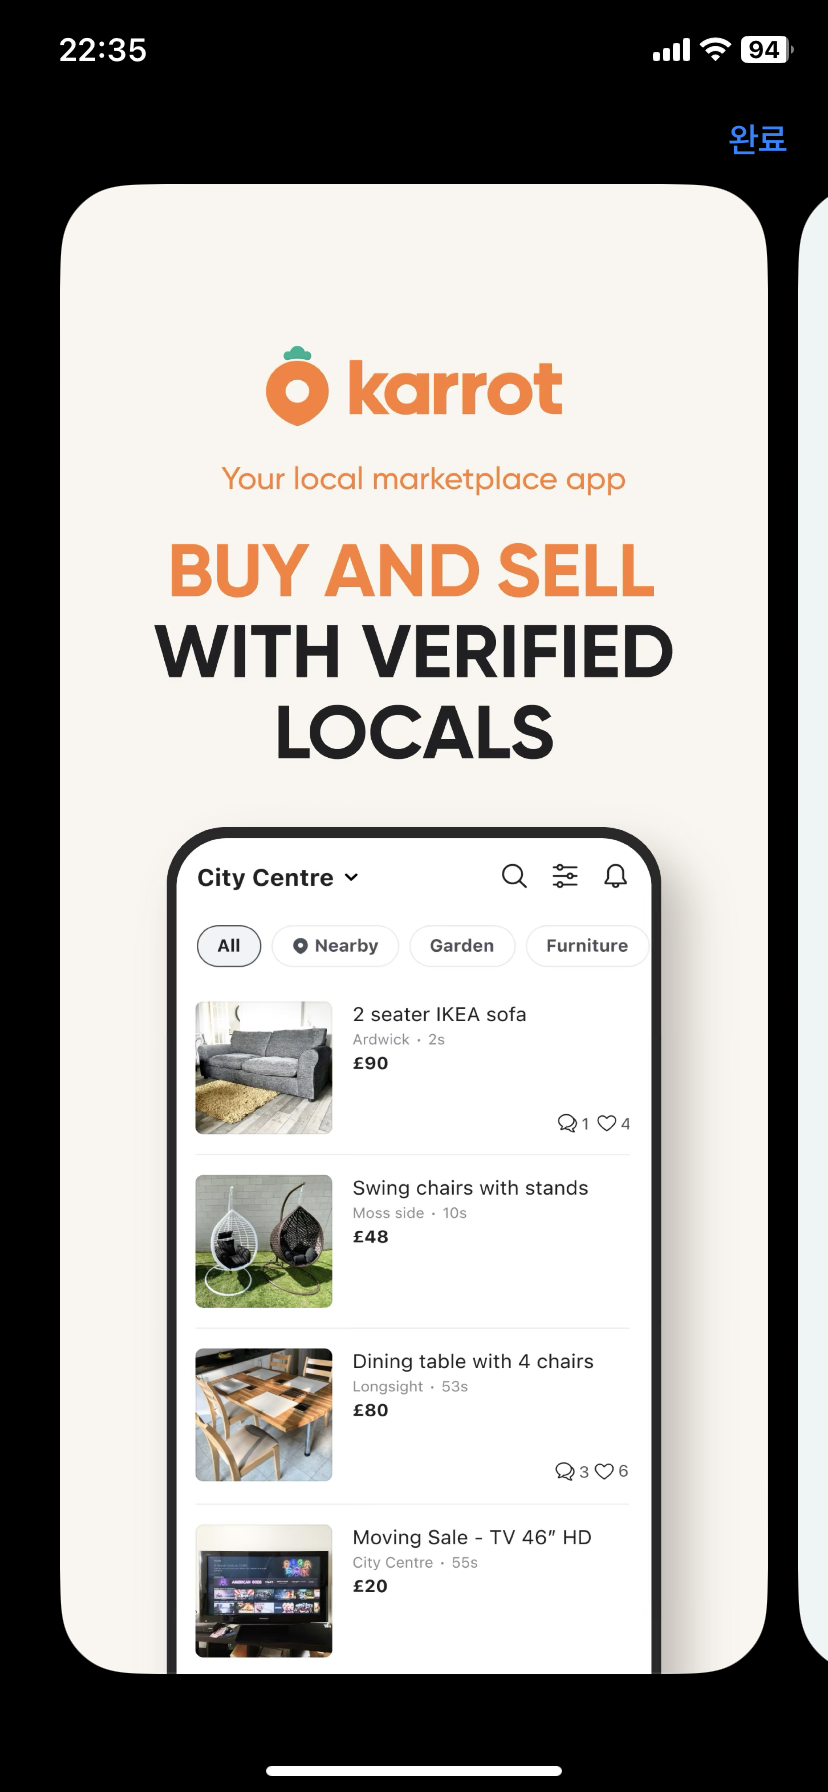 22:35
94
완료
karrot
Your local marketplace app
BUY AND SELL
WITH VERIFIED
LOCALS
City Centre
All
Nearby
Garden
Furniture
2 seater IKEA sofa
Ardwick · 2s
£90
1
4
Swing chairs with stands
Moss side · 10s
£48
Dining table with 4 chairs
Longsight · 53s
£80
3
6
Moving Sale - TV 46” HD
City Centre · 55s
£20
AMERICAN GODS